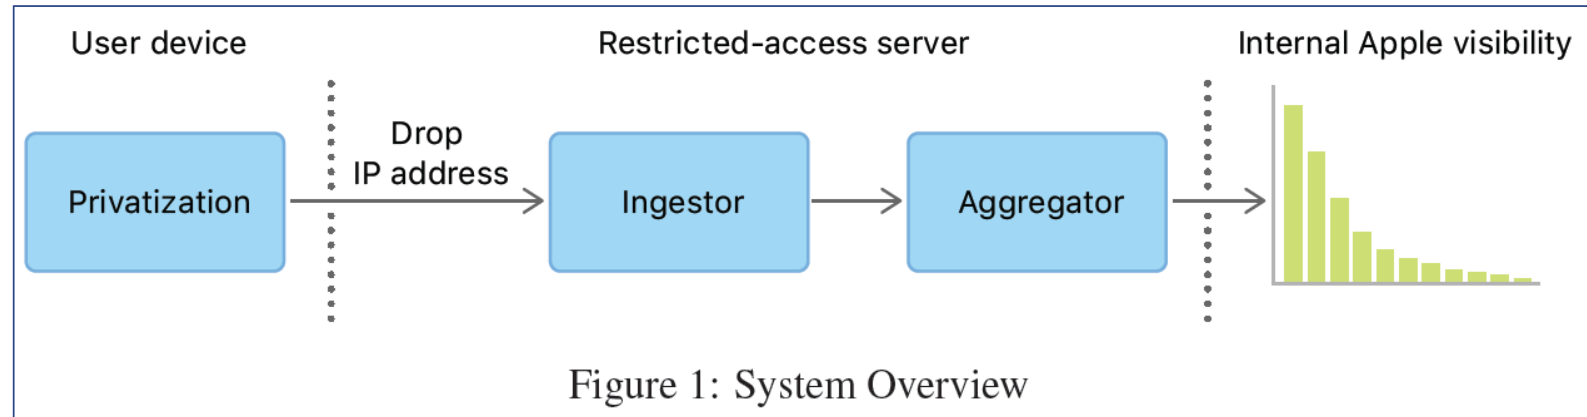 User device
Restricted-access server
Internal Apple visibility
Privatization
Drop
IP address
Ingestor
Aggregator
Figure 1: System Overview